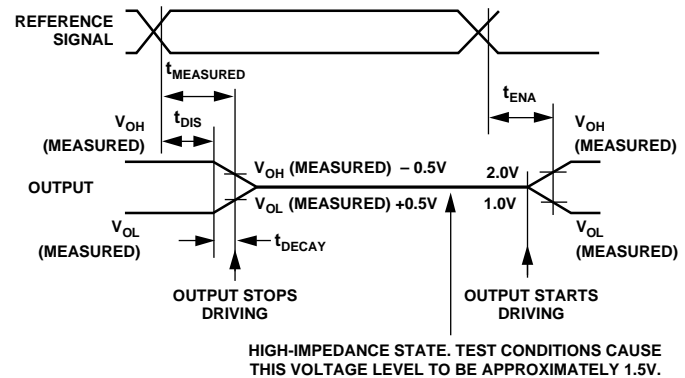 REFERENCE
SIGNAL
tMEASURED
tENA
tDIS
VOH
(MEASURED)
VOH
(MEASURED)
VOH (MEASURED) – 0.5V
2.0V
OUTPUT
VOL (MEASURED) +0.5V
1.0V
VOL
(MEASURED)
VOL
(MEASURED)
tDECAY
OUTPUT STOPS
DRIVING
OUTPUT STARTS
DRIVING
HIGH-IMPEDANCE STATE. TEST CONDITIONS CAUSE
THIS VOLTAGE LEVEL TO BE APPROXIMATELY 1.5V.